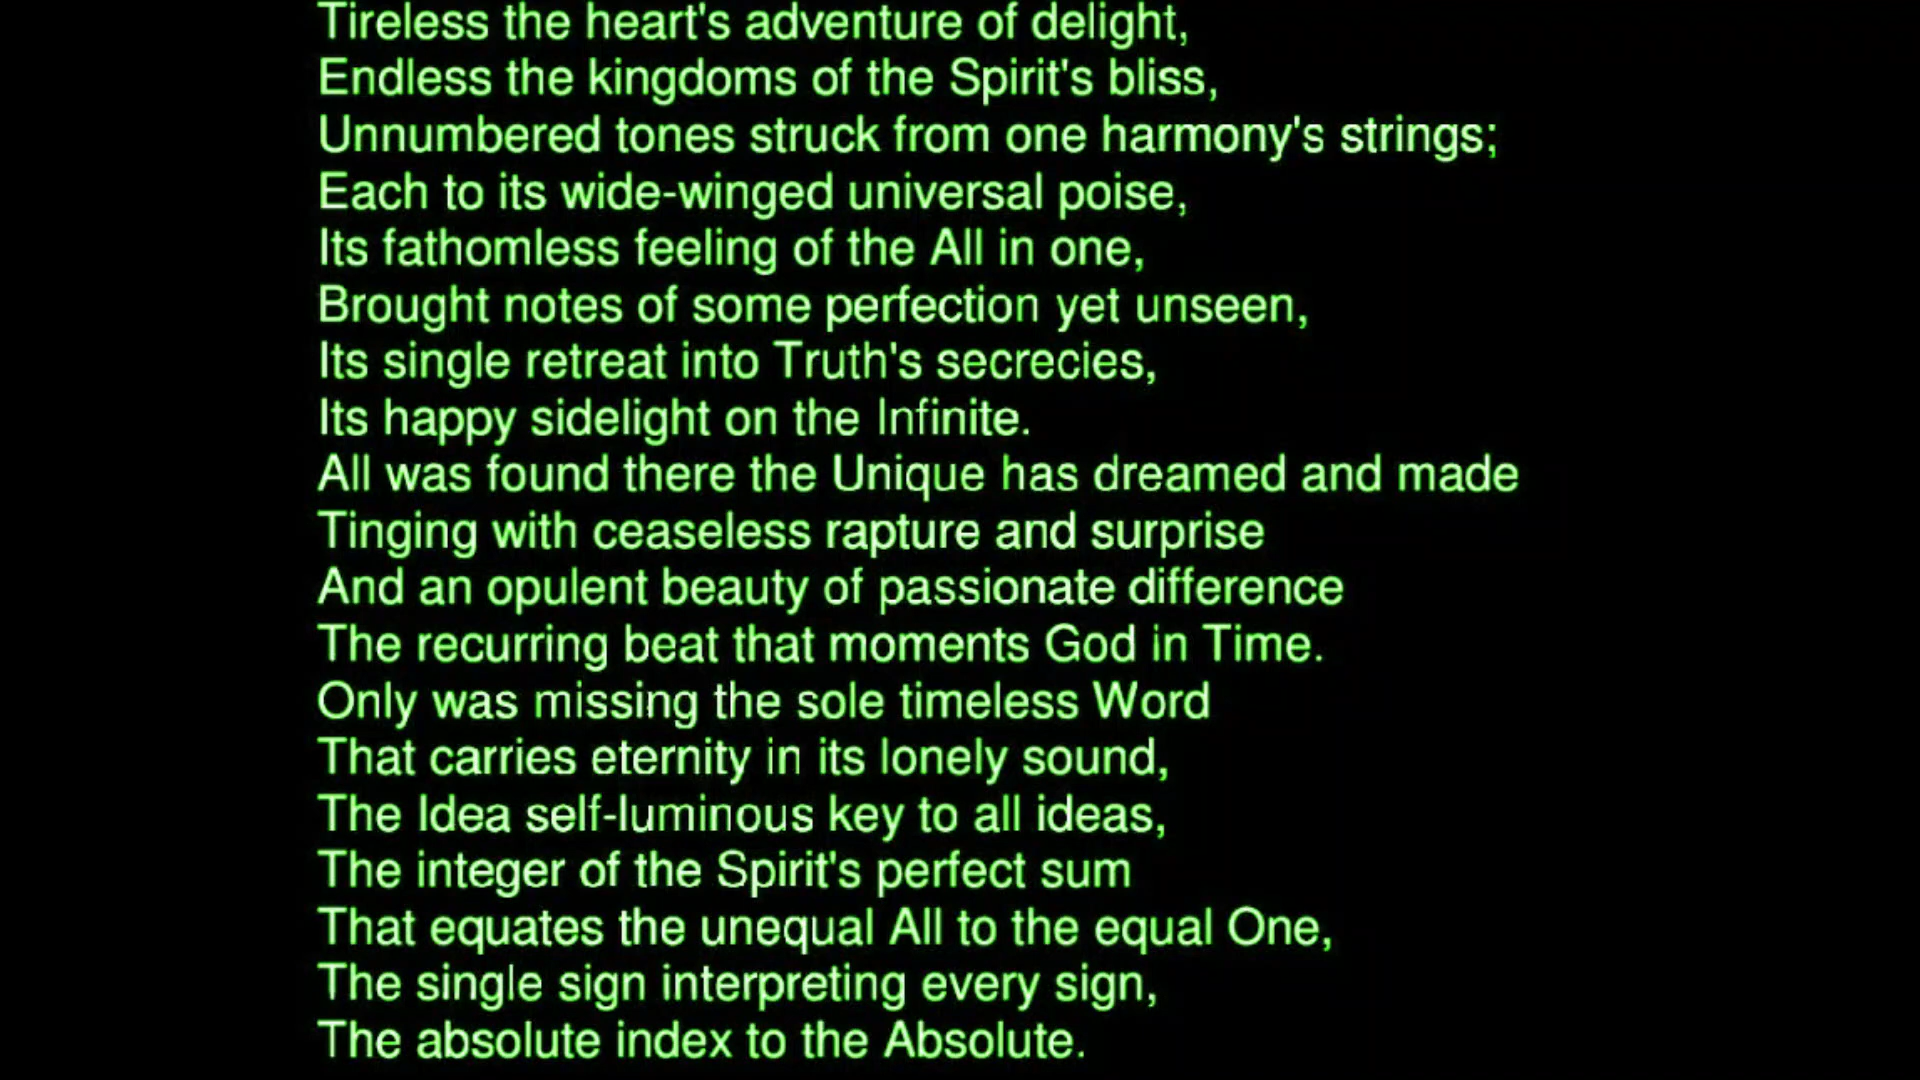 Tireless the heart's adventure of delight,
Endless the kingdoms of the Spirit's bliss,
Unnumbered tones struck from one harmony's strings;
Each to its wide-winged universal poise,
Its fathomless feeling of the All in one,
Brought notes of some perfection yet unseen,
Its single retreat into Truth's secrecies,
Its happy sidelight on the Infinite.
All was found there the Unique has dreamed and made
Tinging with ceaseless rapture and surprise
And an opulent beauty of passionate difference
The recurring beat that moments God in Time.
Only was missing the sole timeless Word
That carries eternity in its lonely sound,
The Idea self-luminous key to all ideas,
The integer of the Spirit's perfect sum
That equates the unequal All to the equal One,
The single sign interpreting every sign,
The absolute index to the Absolute.